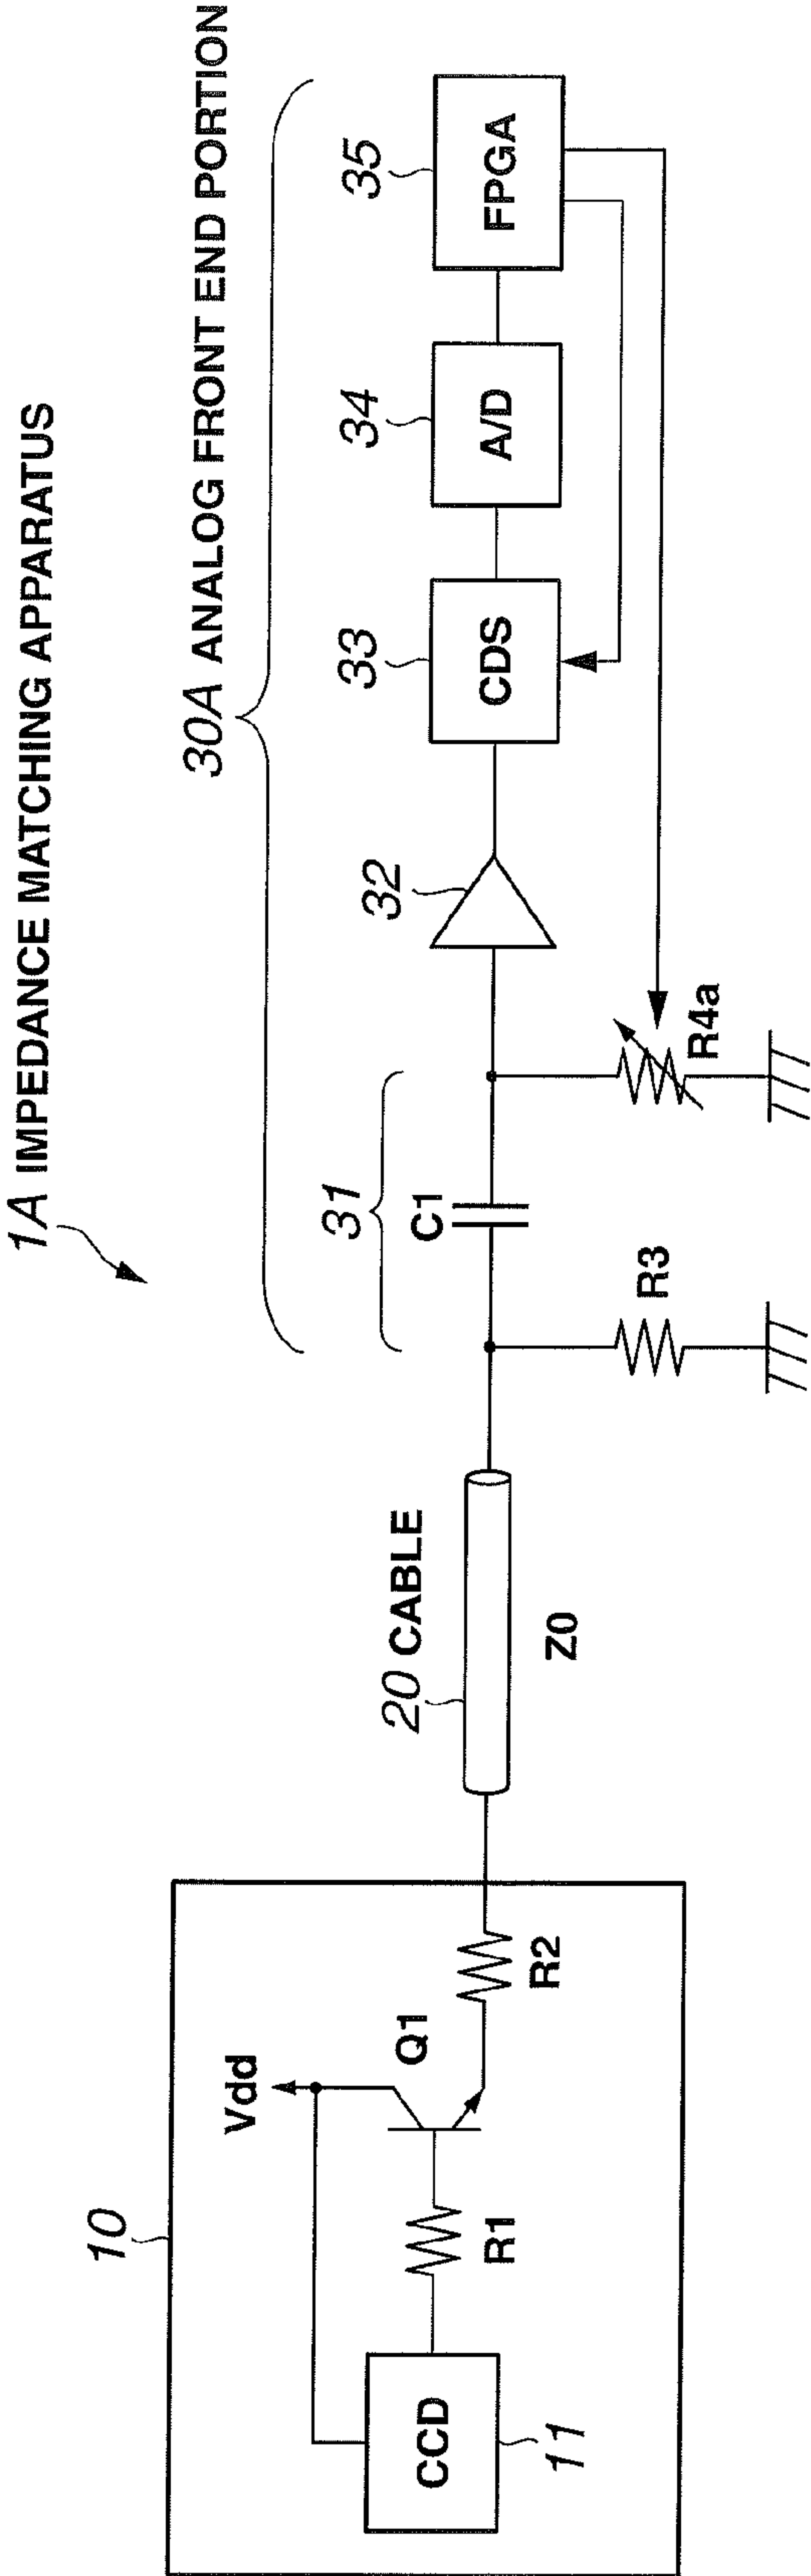 1A IMPEDANCE MATCHING APPARATUS
30A ANALOG FRONT END PORTION
10
Vdd
Q1
CCD
11
R1
R2
20 CABLE
Z0
31
C1
R3
R4a
32
33
CDS
34
A/D
35
FPGA